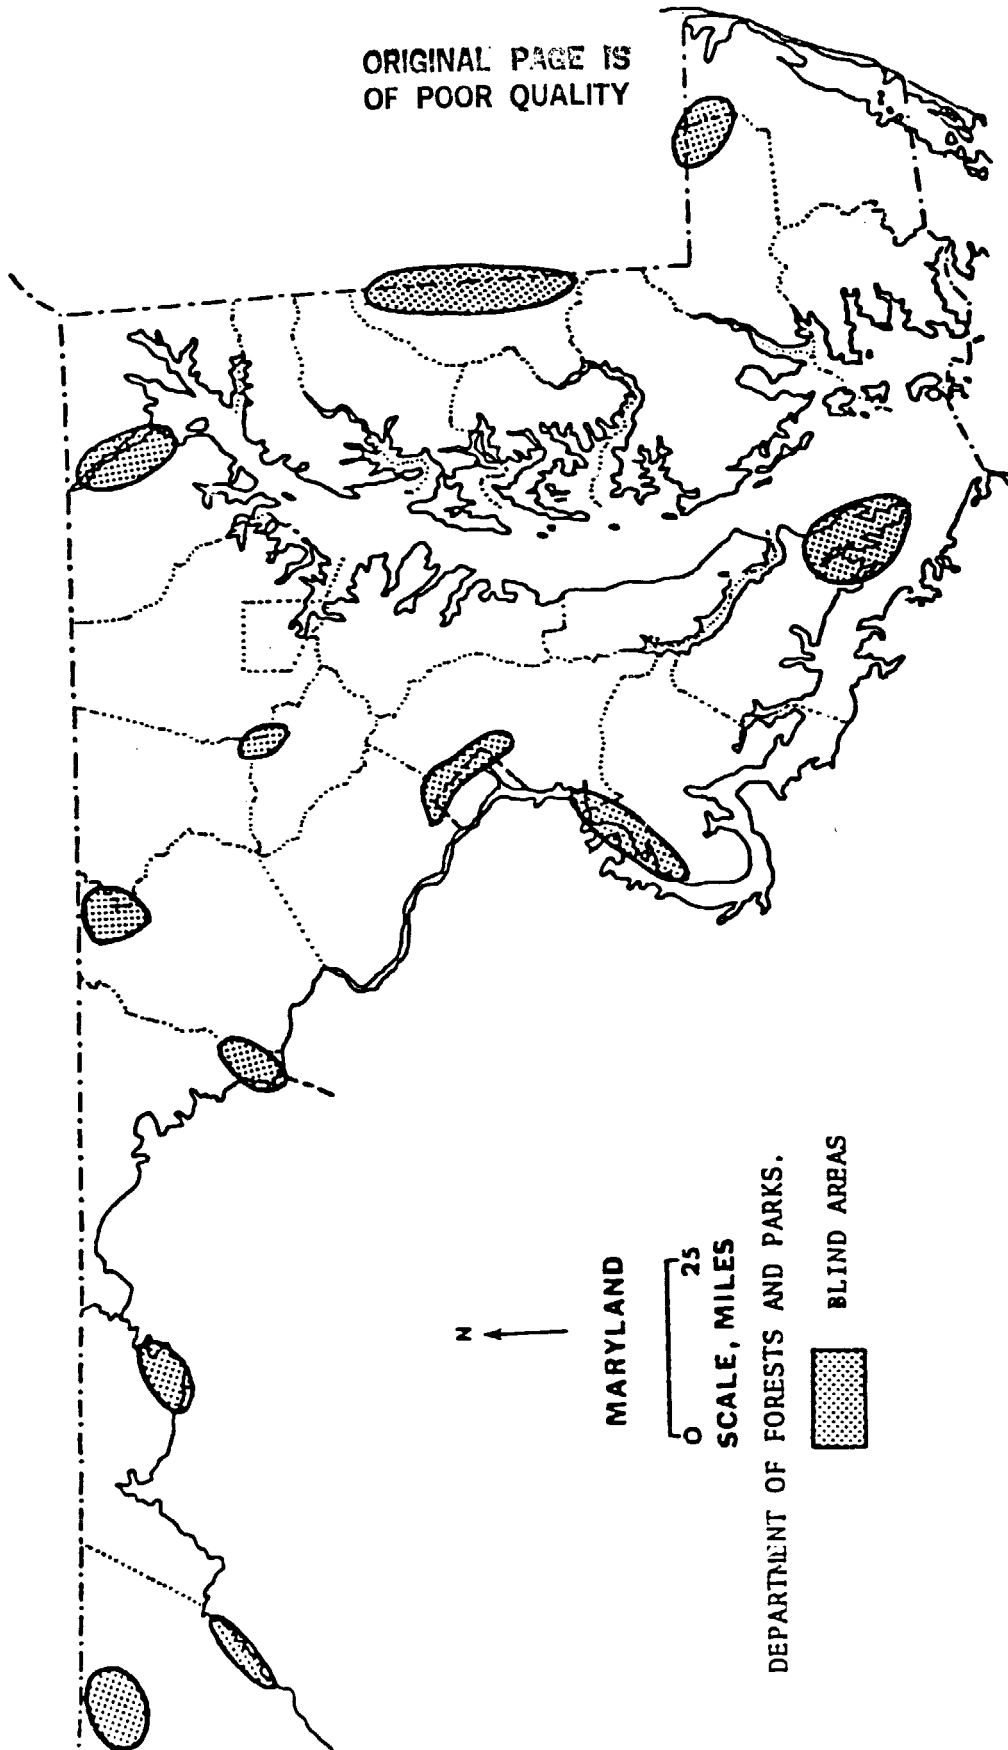 ORIGINAL PAGE IS
OF POOR QUALITY
N
MARYLAND
0 25
SCALE, MILES
DEPARTMENT OF FORESTS AND PARKS.
BLIND AREAS